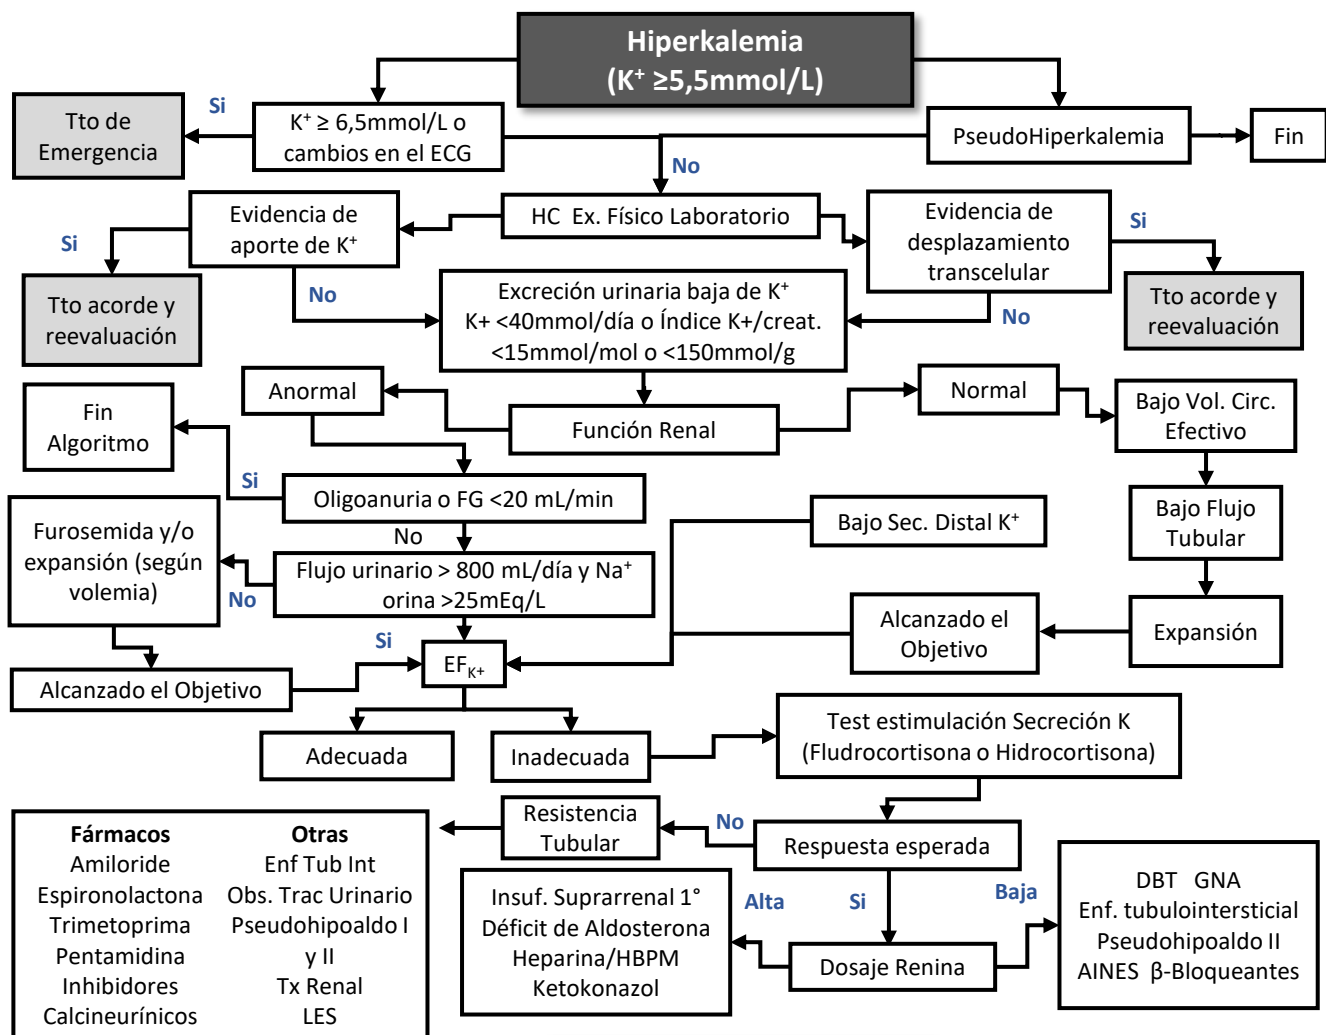 Hiperkalemia
(K⁺ ≥5,5mmol/L)
Si
Tto de
Emergencia
K⁺ ≥ 6,5mmol/L o
cambios en el ECG
PseudoHiperkalemia
Fin
No
Evidencia de
aporte de K⁺
HC Ex. Físico Laboratorio
Evidencia de
desplazamiento
transcelular
Si
Si
Tto acorde y
reevaluación
No
Excreción urinaria baja de K⁺
K+ <40mmol/día o Índice K+/creat.
<15mmol/mol o <150mmol/g
No
Tto acorde y
reevaluación
Anormal
Normal
Fin
Algoritmo
Función Renal
Bajo Vol. Circ.
Efectivo
Si
Oligoanuria o FG <20 mL/min
Bajo Sec. Distal K⁺
Bajo Flujo
Tubular
Furosemida y/o
expansión (según
volemia)
No
No
Flujo urinario > 800 mL/día y Na⁺
orina >25mEq/L
Alcanzado el
Objetivo
Expansión
Si
Alcanzado el Objetivo
EF_K+
Adecuada
Inadecuada
Test estimulación Secreción K
(Fludrocortisona o Hidrocortisona)
Resistencia
Tubular
No
Respuesta esperada
Fármacos
Amiloride
Espironolactona
Trimetoprima
Pentamidina
Inhibidores
Calcineurínicos
Otras
Enf Tub Int
Obs. Trac Urinario
Pseudohipoaldo I
y II
Tx Renal
LES
Insuf. Suprarrenal 1°
Déficit de Aldosterona
Heparina/HBPM
Ketokonazol
Alta
Si
Baja
Dosaje Renina
DBT GNA
Enf. tubulointersticial
Pseudohipoaldo II
AINES β-Bloqueantes